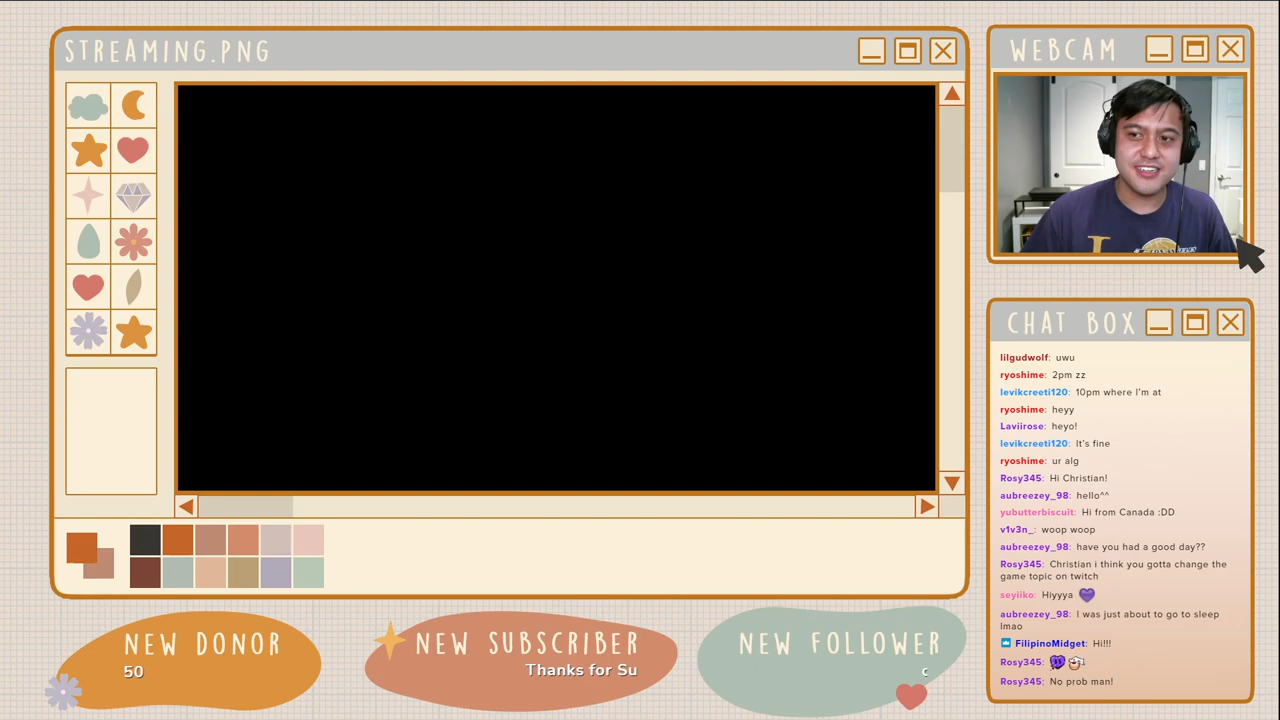 STREAMING.PNG
WEBCAM
CHAT BOX
lilgudwolf: uwu
ryoshime: 2pm zz
levikcreeti120: 10pm where I'm at
ryoshime: heyy
Laviirose: heyo!
levikcreeti120: It's fine
ryoshime: ur alg
Rosy345: Hi Christian!
aubreezey_98: hello^^
yubutterbiscuit: Hi from Canada :DD
v1v3n_: woop woop
aubreezey_98: have you had a good day??
Rosy345: Christian i think you gotta change the
game topic on twitch
seyiiko: Hiyyya
aubreezey_98: I was just about to go to sleep
lmao
FilipinoMidget: Hi!!!
Rosy345:
Rosy345: No prob man!
NEW DONOR
50
NEW SUBSCRIBER
Thanks for Su
NEW FOLLOWER
c